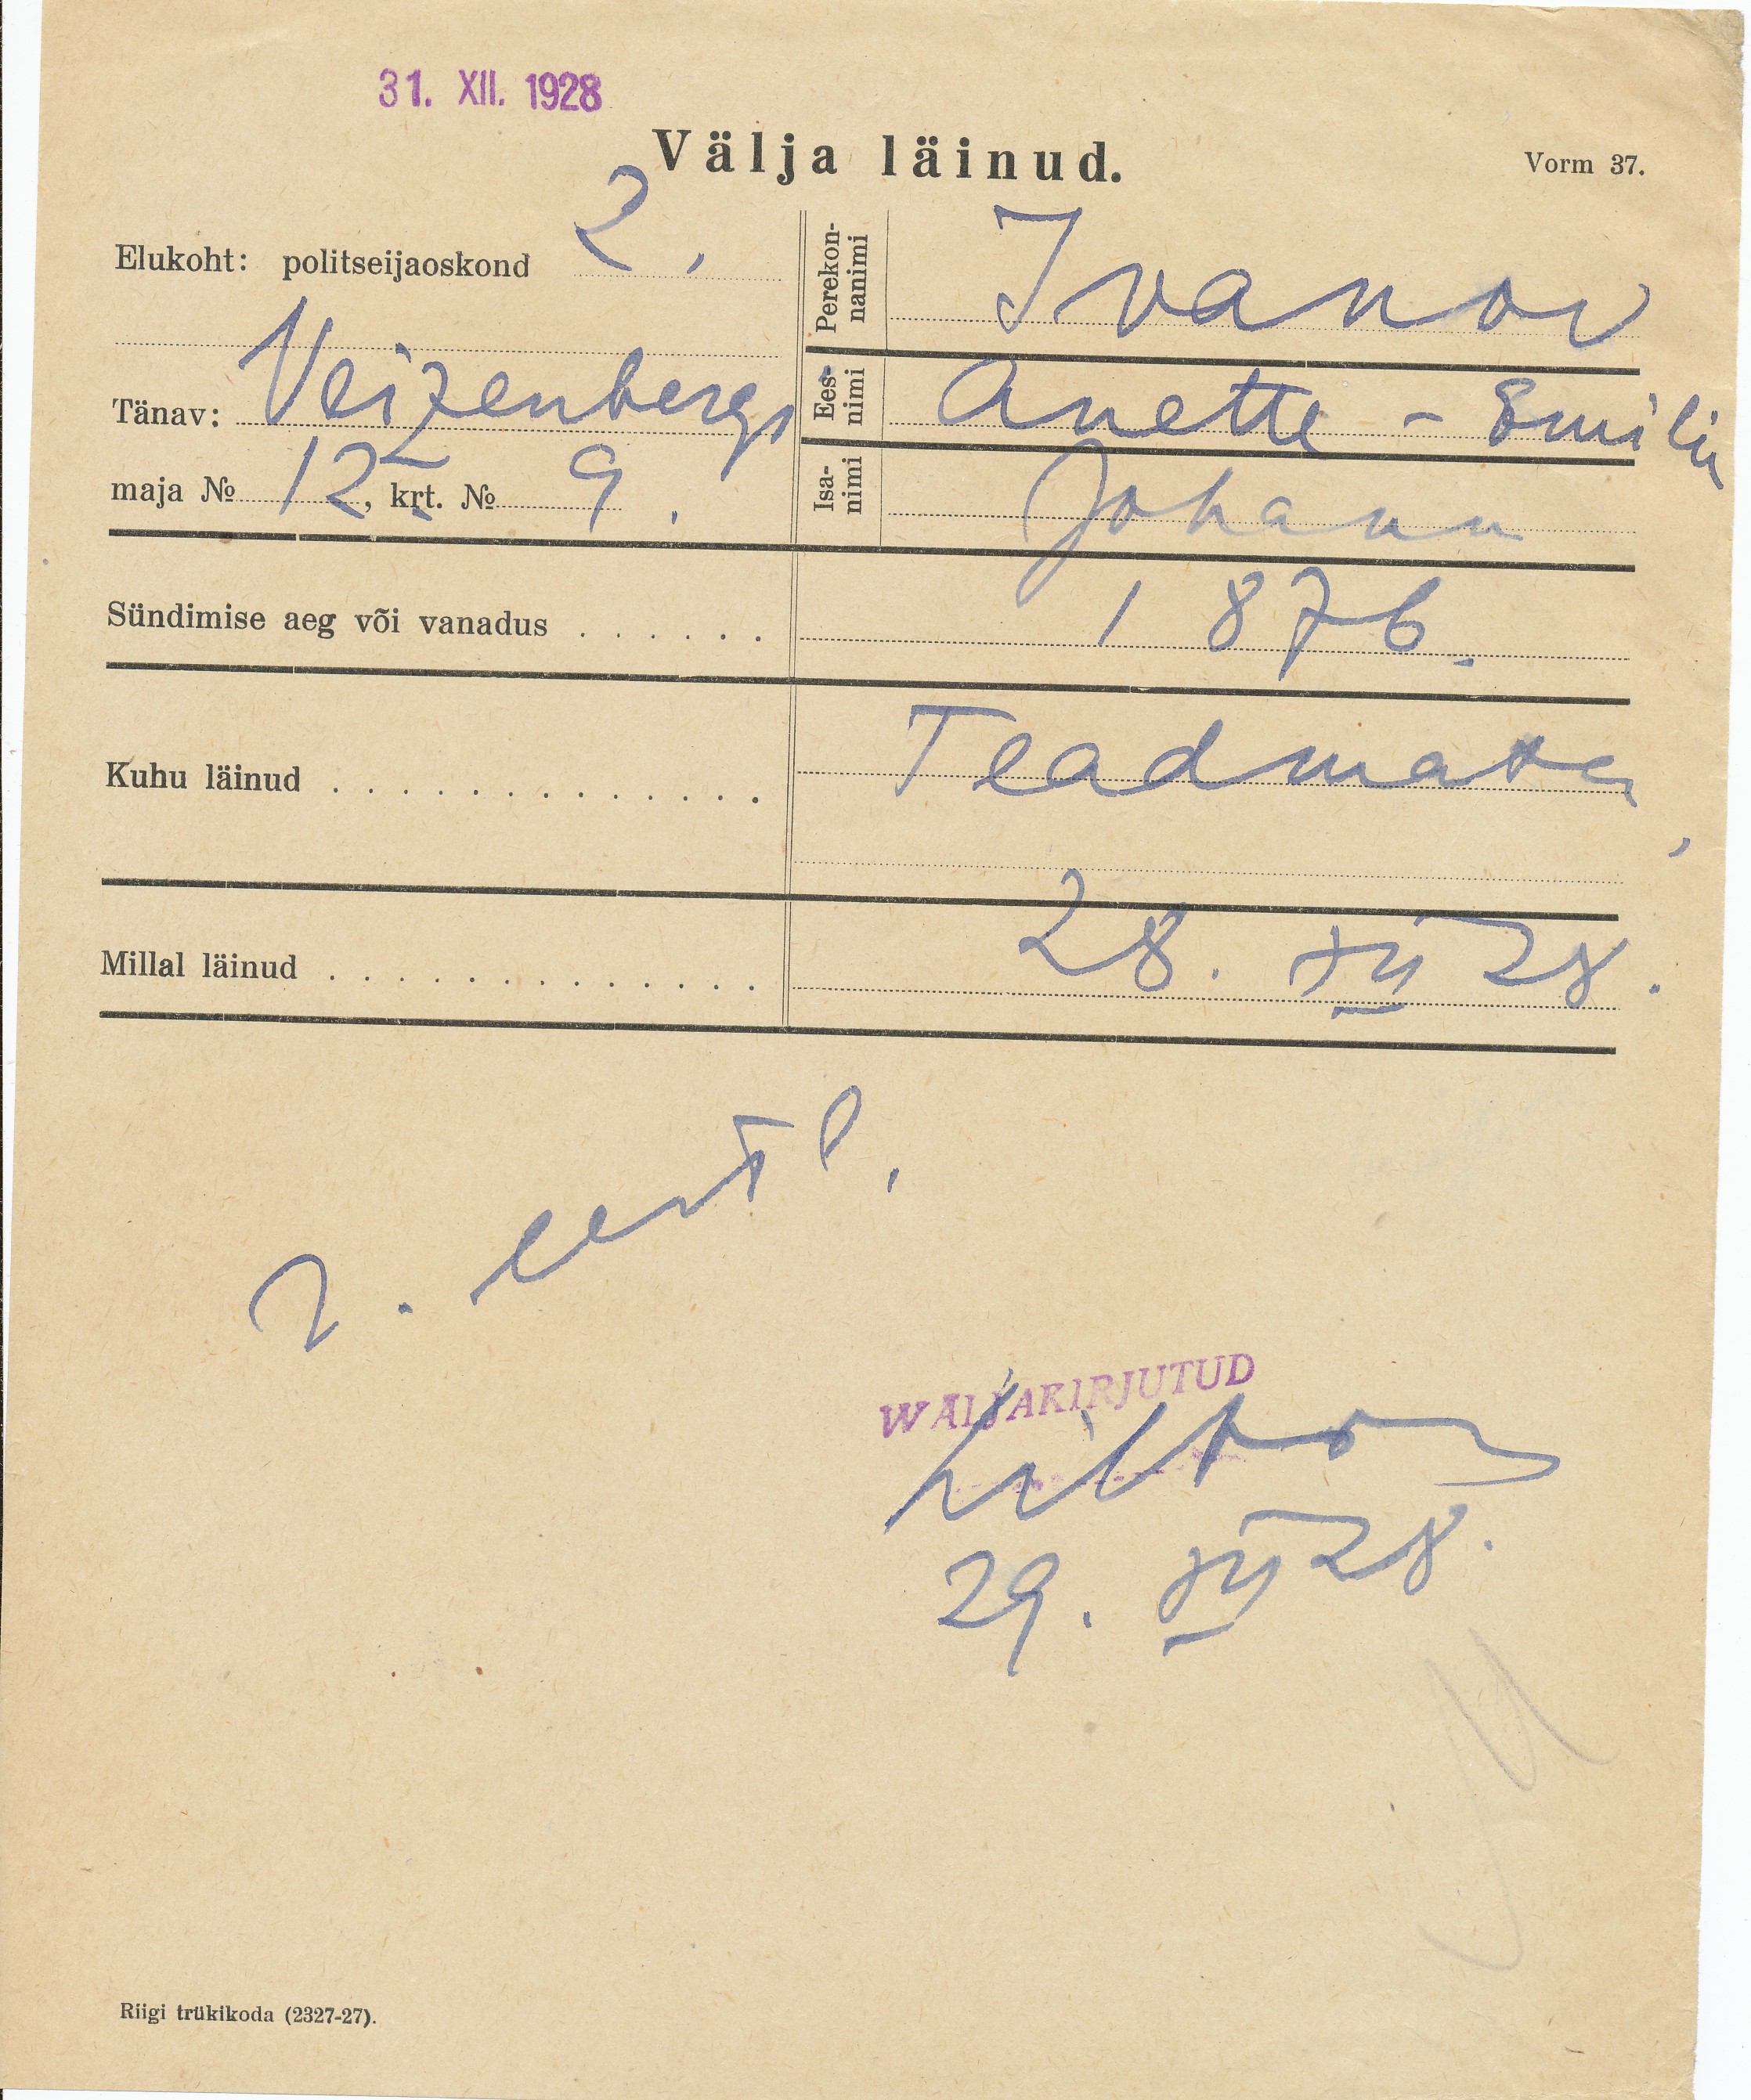 31. XII. 1928
Välja läinud.
Vorm 37.
Elukoht: politseijaoskond 2.
Tänav: Veizenbergi
maja № 12, krt. № 9.
Perekon-
nanimi
Ivanov
Ees-
nimi
Anette - Emilie
Isa-
nimi
Johann
Sündimise aeg või vanadus . . . . . . 1876.
Kuhu läinud . . . . . . . . . . . . . . Teadmata,
Millal läinud . . . . . . . . . . . . . . 28. XII 28.
WÄLJAKIRJUTUD
29. XII 28.
Riigi trükikoda (2327-27).